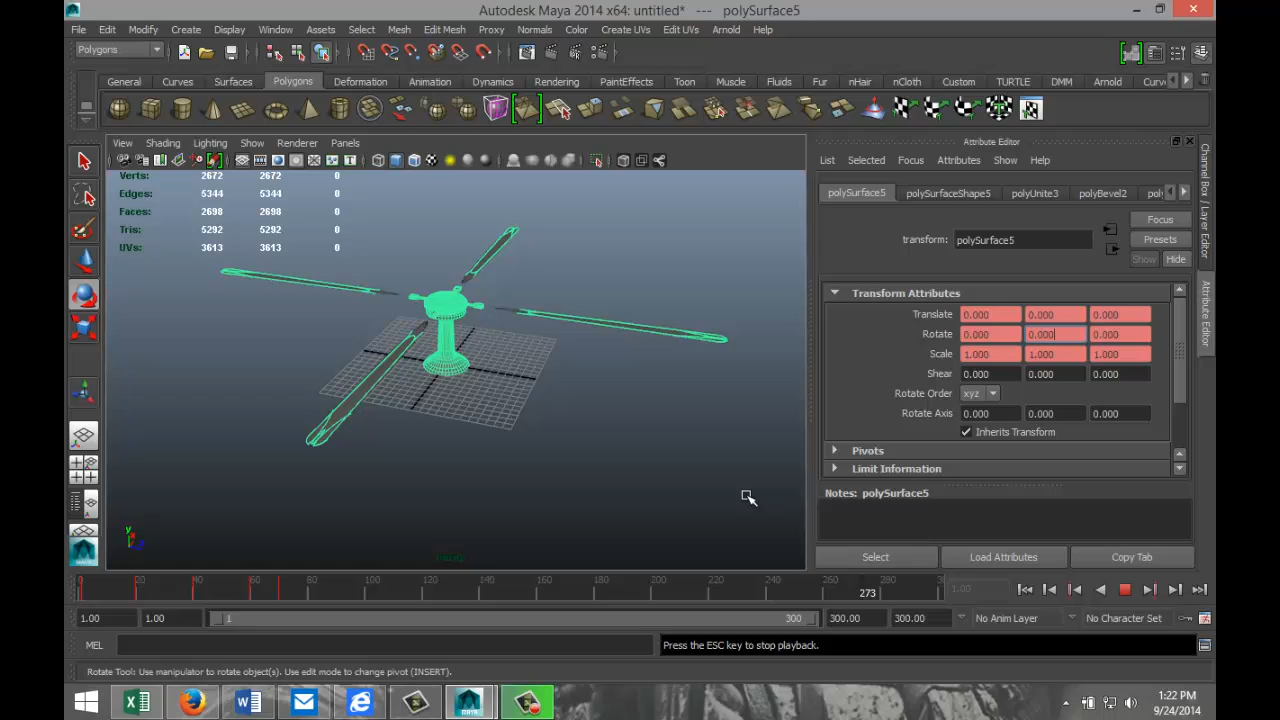 Autodesk Maya 2014 x64: untitled* --- polySurface5
File Edit Modify Create Display Window Assets Select Mesh Edit Mesh Proxy Normals Color Create UVs Edit UVs Arnold Help
Polygons
General Curves Surfaces Polygons Deformation Animation Dynamics Rendering PaintEffects Toon Muscle Fluids Fur nHair nCloth Custom TURTLE DMM Arnold Curv
View Shading Lighting Show Renderer Panels
Verts: 2672 2672 0
Edges: 5344 5344 0
Faces: 2698 2698 0
Tris: 5292 5292 0
UVs: 3613 3613 0
y
persp
Attribute Editor
List Selected Focus Attributes Show Help
polySurface5 polySurfaceShape5 polyUnite3 polyBevel2 pol
Focus
transform: polySurface5
Presets
Show Hide
Transform Attributes
Translate 0.000 0.000 0.000
Rotate 0.000 0.000 0.000
Scale 1.000 1.000 1.000
Shear 0.000 0.000 0.000
Rotate Order xyz
Rotate Axis 0.000 0.000 0.000
Inherits Transform
Pivots
Limit Information
Notes: polySurface5
Select Load Attributes Copy Tab
Channel Box / Layer Editor
Attribute Editor
20 40 60 80 100 120 140 160 180 200 220 240 260 280 273 1.00
1.00 1.00 1 300 300.00 300.00 No Anim Layer No Character Set
MEL Press the ESC key to stop playback.
Rotate Tool: Use manipulator to rotate object(s). Use edit mode to change pivot (INSERT).
1:22 PM
9/24/2014